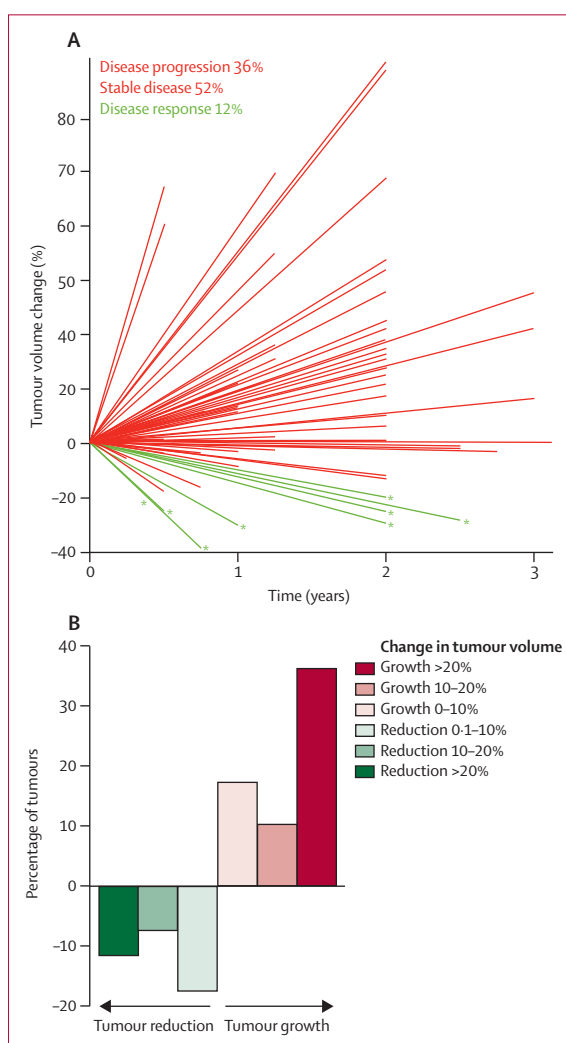 A
Disease progression 36%
Stable disease 52%
Disease response 12%
80
70
60
50
40
20
0
–20
–40
Tumour volume change (%)
* * * * * * * *
0 1 2 3
Time (years)
B
40
30
20
10
0
–10
–20
Percentage of tumours
Change in tumour volume
Growth >20%
Growth 10–20%
Growth 0–10%
Reduction 0·1–10%
Reduction 10–20%
Reduction >20%
Tumour reduction Tumour growth